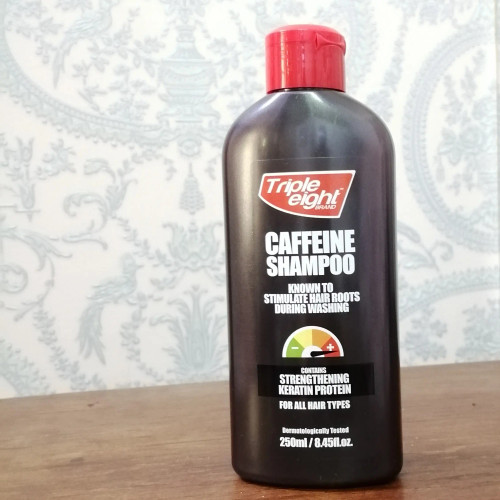 Triple
eight™
BRAND
CAFFEINE
SHAMPOO
KNOWN TO
STIMULATE HAIR ROOTS
DURING WASHING
- +
CONTAINS
STRENGTHENING
KERATIN PROTEIN
FOR ALL HAIR TYPES
Dermatologically Tested
250ml / 8.45fl.oz.